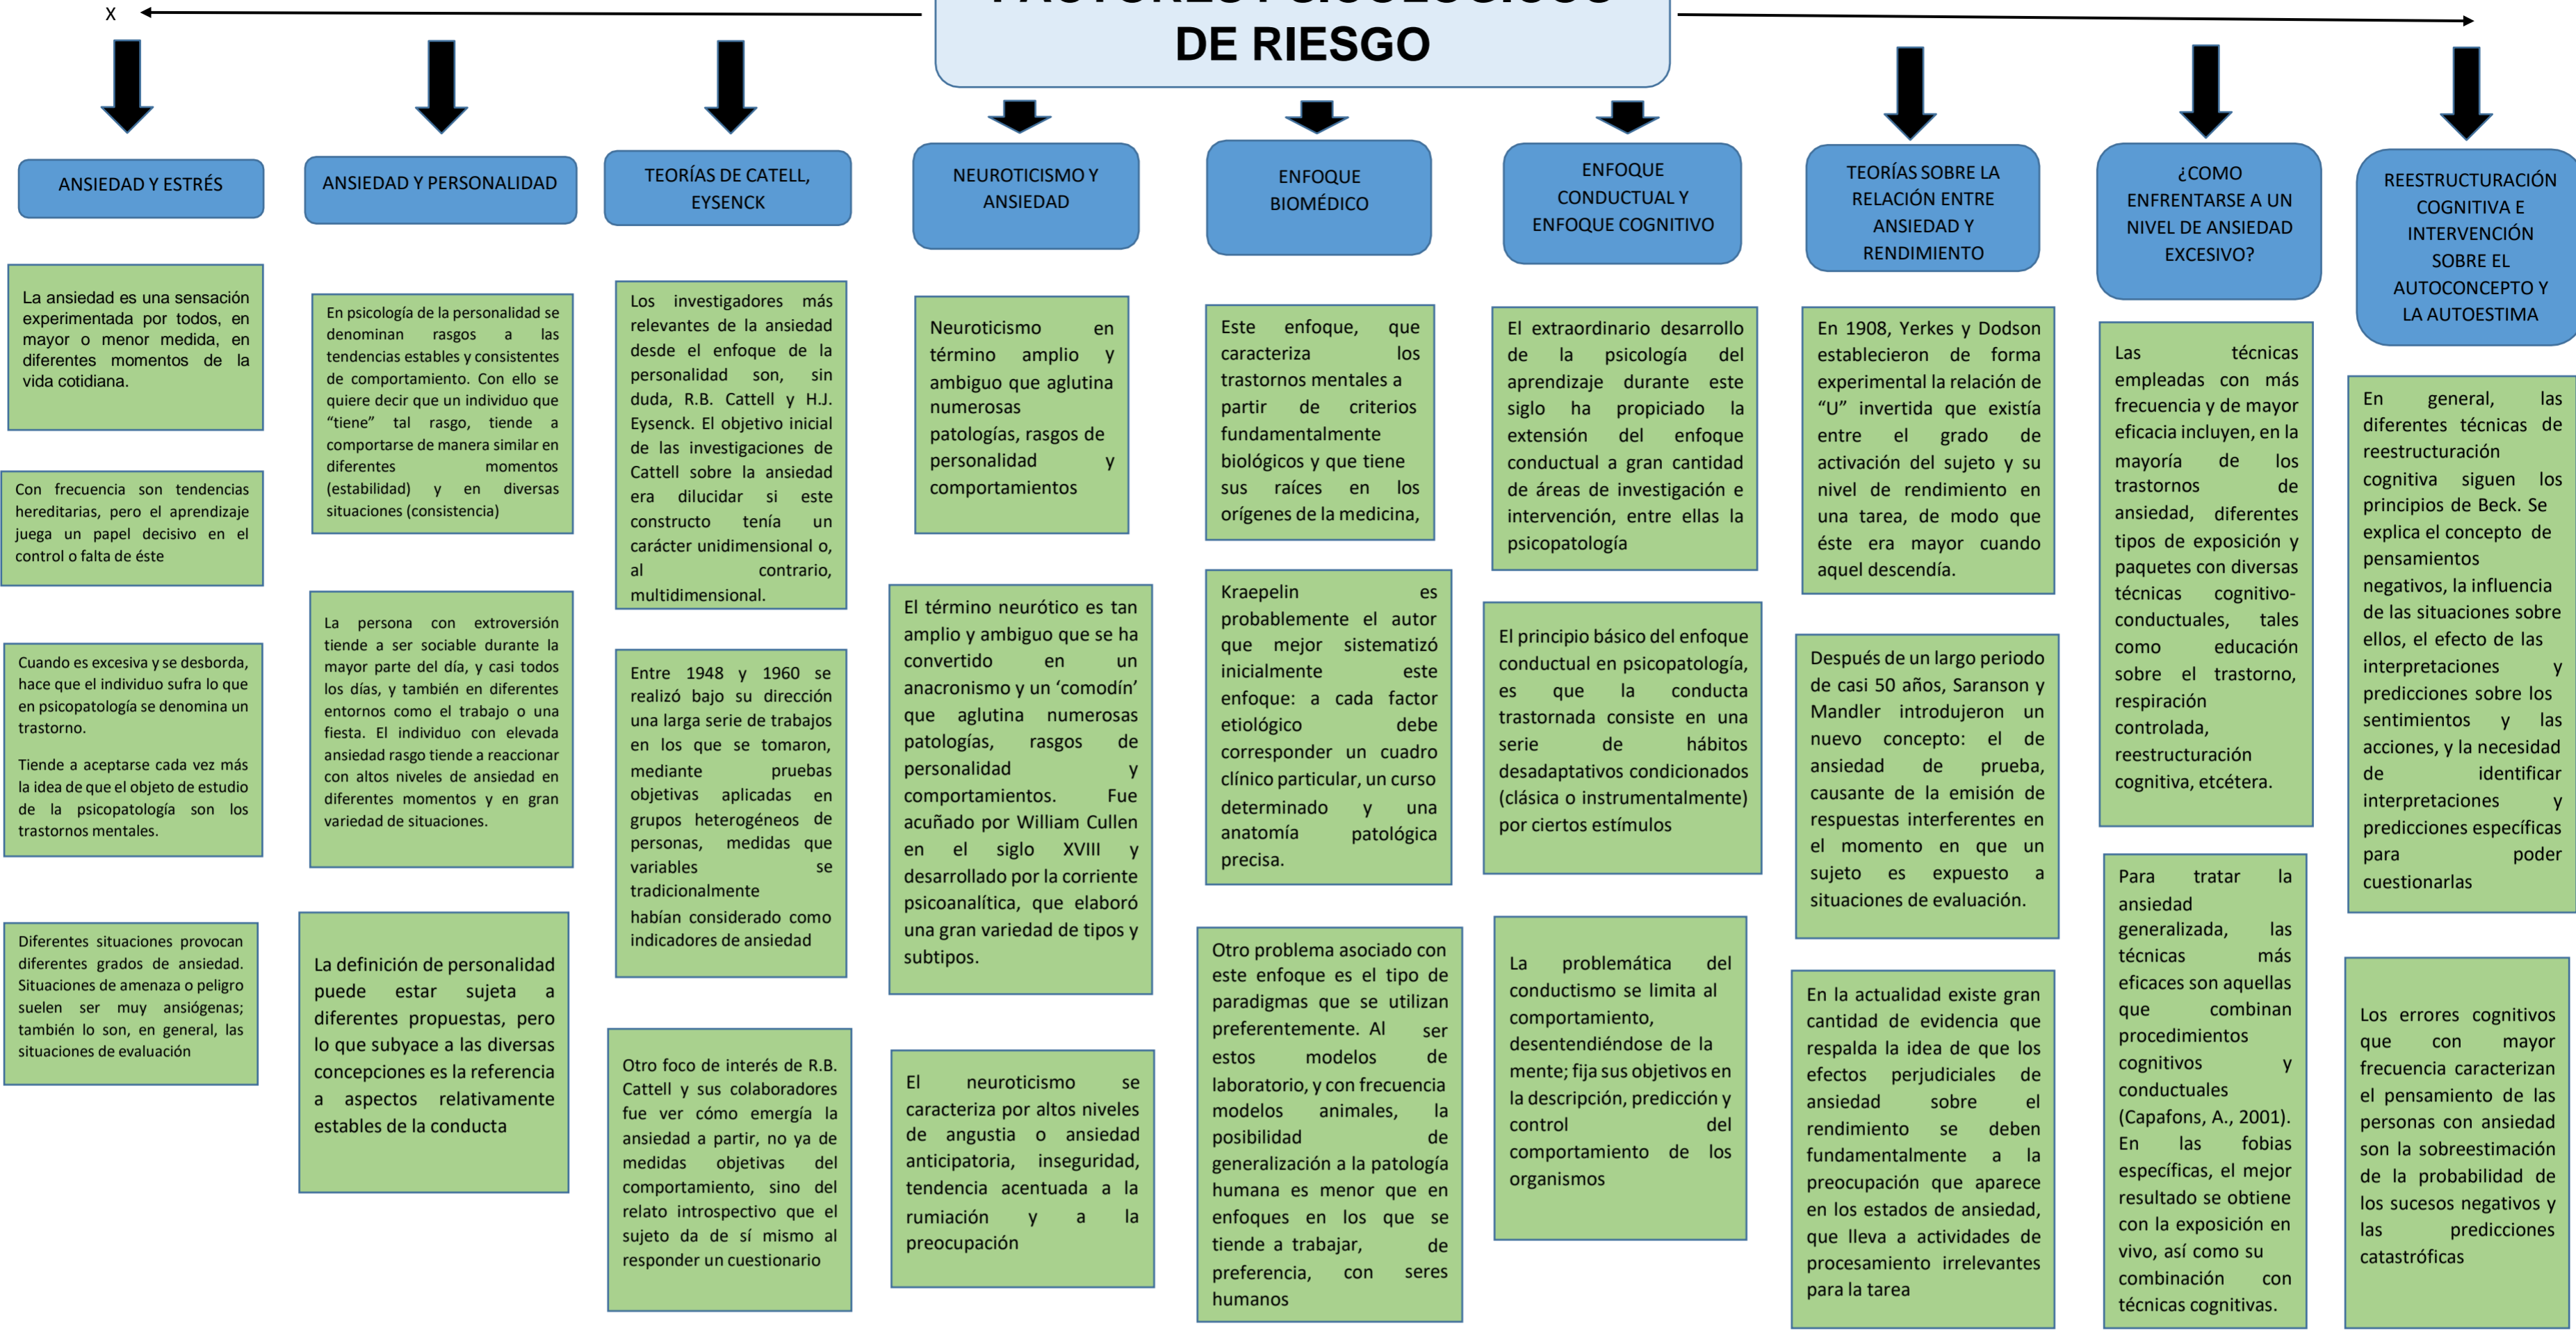 X
FACTORES PSICOLÓGICOS
DE RIESGO
ANSIEDAD Y ESTRÉS
La ansiedad es una sensación
experimentada por todos, en
mayor o menor medida, en
diferentes momentos de la
vida cotidiana.
Con frecuencia son tendencias
hereditarias, pero el aprendizaje
juega un papel decisivo en el
control o falta de éste
Cuando es excesiva y se desborda,
hace que el individuo sufra lo que
en psicopatología se denomina un
trastorno.
Tiende a aceptarse cada vez más
la idea de que el objeto de estudio
de la psicopatología son los
trastornos mentales.
Diferentes situaciones provocan
diferentes grados de ansiedad.
Situaciones de amenaza o peligro
suelen ser muy ansiógenas;
también lo son, en general, las
situaciones de evaluación
ANSIEDAD Y PERSONALIDAD
En psicología de la personalidad se
denominan rasgos a las
tendencias estables y consistentes
de comportamiento. Con ello se
quiere decir que un individuo que
“tiene” tal rasgo, tiende a
comportarse de manera similar en
diferentes momentos
(estabilidad) y en diversas
situaciones (consistencia)
La persona con extroversión
tiende a ser sociable durante la
mayor parte del día, y casi todos
los días, y también en diferentes
entornos como el trabajo o una
fiesta. El individuo con elevada
ansiedad rasgo tiende a reaccionar
con altos niveles de ansiedad en
diferentes momentos y en gran
variedad de situaciones.
La definición de personalidad
puede estar sujeta a
diferentes propuestas, pero
lo que subyace a las diversas
concepciones es la referencia
a aspectos relativamente
estables de la conducta
TEORÍAS DE CATELL,
EYSENCK
Los investigadores más
relevantes de la ansiedad
desde el enfoque de la
personalidad son, sin
duda, R.B. Cattell y H.J.
Eysenck. El objetivo inicial
de las investigaciones de
Cattell sobre la ansiedad
era dilucidar si este
constructo tenía un
carácter unidimensional o,
al contrario,
multidimensional.
Entre 1948 y 1960 se
realizó bajo su dirección
una larga serie de trabajos
en los que se tomaron,
mediante pruebas
objetivas aplicadas en
grupos heterogéneos de
personas, medidas que
variables se
tradicionalmente
habían considerado como
indicadores de ansiedad
Otro foco de interés de R.B.
Cattell y sus colaboradores
fue ver cómo emergía la
ansiedad a partir, no ya de
medidas objetivas del
comportamiento, sino del
relato introspectivo que el
sujeto da de sí mismo al
responder un cuestionario
NEUROTICISMO Y
ANSIEDAD
Neuroticismo en
término amplio y
ambiguo que aglutina
numerosas
patologías, rasgos de
personalidad y
comportamientos
El término neurótico es tan
amplio y ambiguo que se ha
convertido en un
anacronismo y un ‘comodín’
que aglutina numerosas
patologías, rasgos de
personalidad y
comportamientos. Fue
acuñado por William Cullen
en el siglo XVIII y
desarrollado por la corriente
psicoanalítica, que elaboró
una gran variedad de tipos y
subtipos.
El neuroticismo se
caracteriza por altos niveles
de angustia o ansiedad
anticipatoria, inseguridad,
tendencia acentuada a la
rumiación y a la
preocupación
ENFOQUE
BIOMÉDICO
Este enfoque, que
caracteriza los
trastornos mentales a
partir de criterios
fundamentalmente
biológicos y que tiene
sus raíces en los
orígenes de la medicina,
Kraepelin es
probablemente el autor
que mejor sistematizó
inicialmente este
enfoque: a cada factor
etiológico debe
corresponder un cuadro
clínico particular, un curso
determinado y una
anatomía patológica
precisa.
Otro problema asociado con
este enfoque es el tipo de
paradigmas que se utilizan
preferentemente. Al ser
estos modelos de
laboratorio, y con frecuencia
modelos animales, la
posibilidad de
generalización a la patología
humana es menor que en
enfoques en los que se
tiende a trabajar, de
preferencia, con seres
humanos
ENFOQUE
CONDUCTUAL Y
ENFOQUE COGNITIVO
El extraordinario desarrollo
de la psicología del
aprendizaje durante este
siglo ha propiciado la
extensión del enfoque
conductual a gran cantidad
de áreas de investigación e
intervención, entre ellas la
psicopatología
El principio básico del enfoque
conductual en psicopatología,
es que la conducta
trastornada consiste en una
serie de hábitos
desadaptativos condicionados
(clásica o instrumentalmente)
por ciertos estímulos
La problemática del
conductismo se limita al
comportamiento,
desentendiéndose de la
mente; fija sus objetivos en
la descripción, predicción y
control del
comportamiento de los
organismos
TEORÍAS SOBRE LA
RELACIÓN ENTRE
ANSIEDAD Y
RENDIMIENTO
En 1908, Yerkes y Dodson
establecieron de forma
experimental la relación de
“U” invertida que existía
entre el grado de
activación del sujeto y su
nivel de rendimiento en
una tarea, de modo que
éste era mayor cuando
aquel descendía.
Después de un largo periodo
de casi 50 años, Saranson y
Mandler introdujeron un
nuevo concepto: el de
ansiedad de prueba,
causante de la emisión de
respuestas interferentes en
el momento en que un
sujeto es expuesto a
situaciones de evaluación.
En la actualidad existe gran
cantidad de evidencia que
respalda la idea de que los
efectos perjudiciales de
ansiedad sobre el
rendimiento se deben
fundamentalmente a la
preocupación que aparece
en los estados de ansiedad,
que lleva a actividades de
procesamiento irrelevantes
para la tarea
¿COMO
ENFRENTARSE A UN
NIVEL DE ANSIEDAD
EXCESIVO?
Las técnicas
empleadas con más
frecuencia y de mayor
eficacia incluyen, en la
mayoría de los
trastornos de
ansiedad, diferentes
tipos de exposición y
paquetes con diversas
técnicas cognitivo-
conductuales, tales
como educación
sobre el trastorno,
respiración
controlada,
reestructuración
cognitiva, etcétera.
Para tratar la
ansiedad
generalizada, las
técnicas más
eficaces son aquellas
que combinan
procedimientos
cognitivos y
conductuales
(Capafons, A., 2001).
En las fobias
específicas, el mejor
resultado se obtiene
con la exposición en
vivo, así como su
combinación con
técnicas cognitivas.
REESTRUCTURACIÓN
COGNITIVA E
INTERVENCIÓN
SOBRE EL
AUTOCONCEPTO Y
LA AUTOESTIMA
En general, las
diferentes técnicas de
reestructuración
cognitiva siguen los
principios de Beck. Se
explica el concepto de
pensamientos
negativos, la influencia
de las situaciones sobre
ellos, el efecto de las
interpretaciones y
predicciones sobre los
sentimientos y las
acciones, y la necesidad
de identificar
interpretaciones y
predicciones específicas
para poder
cuestionarlas
Los errores cognitivos
que con mayor
frecuencia caracterizan
el pensamiento de las
personas con ansiedad
son la sobreestimación
de la probabilidad de
los sucesos negativos y
las predicciones
catastróficas